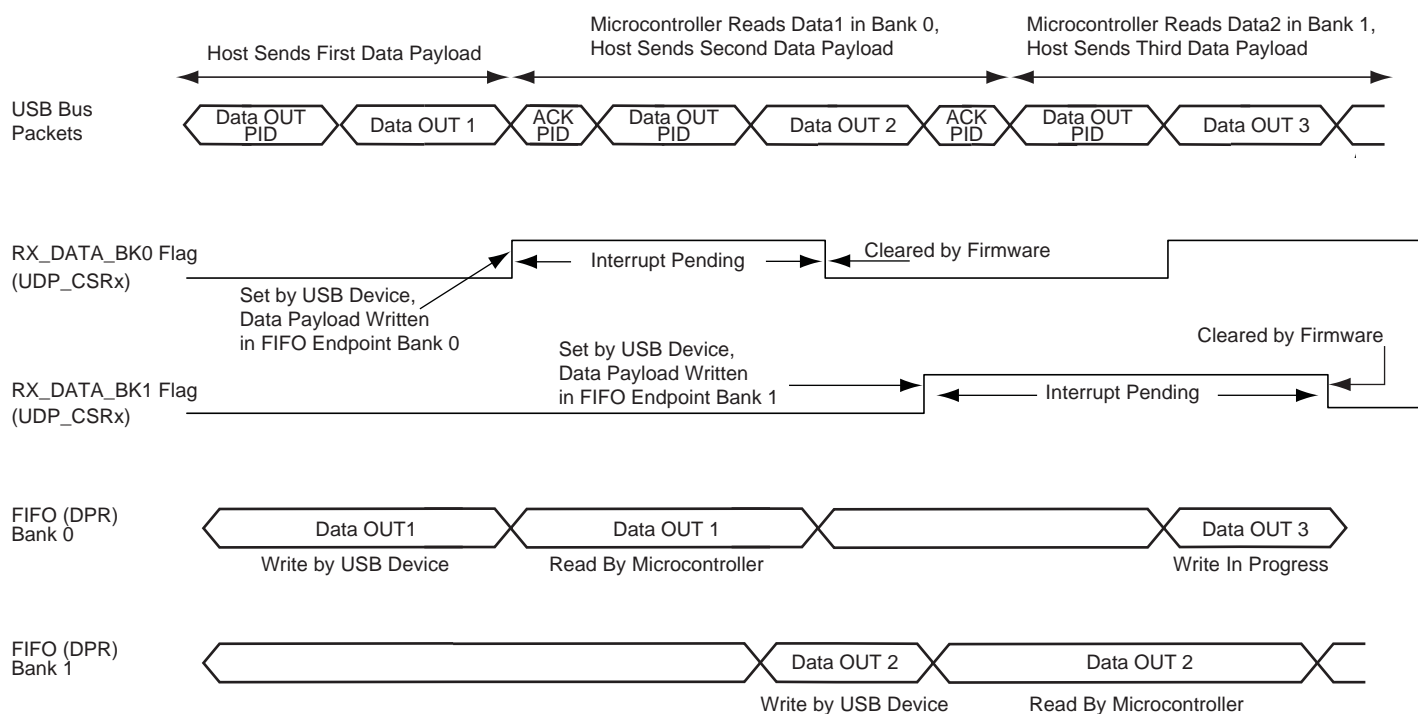 Host Sends First Data Payload
Microcontroller Reads Data1 in Bank 0,
Host Sends Second Data Payload
Microcontroller Reads Data2 in Bank 1,
Host Sends Third Data Payload
USB Bus
Packets
Data OUT
PID
Data OUT 1
ACK
PID
Data OUT
PID
Data OUT 2
ACK
PID
Data OUT
PID
Data OUT 3
RX_DATA_BK0 Flag
(UDP_CSRx)
Interrupt Pending
Cleared by Firmware
Set by USB Device,
Data Payload Written
in FIFO Endpoint Bank 0
RX_DATA_BK1 Flag
(UDP_CSRx)
Set by USB Device,
Data Payload Written
in FIFO Endpoint Bank 1
Interrupt Pending
Cleared by Firmware
FIFO (DPR)
Bank 0
Data OUT1
Data OUT 1
Data OUT 3
Write by USB Device
Read By Microcontroller
Write In Progress
FIFO (DPR)
Bank 1
Data OUT 2
Data OUT 2
Write by USB Device
Read By Microcontroller